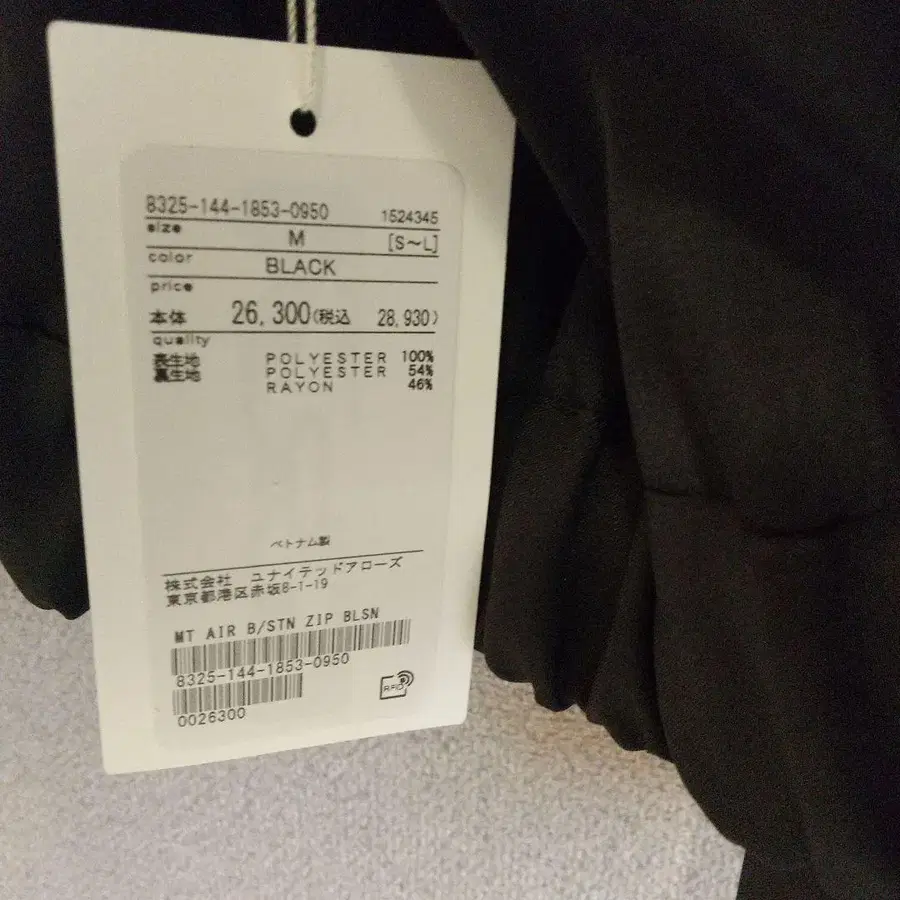 8325-144-1853-0950 1524345
size M [S～L]
color BLACK
price
本体 26,300(税込 28,930)
quality
表生地 POLYESTER 100%
裏生地 POLYESTER 54%
RAYON 46%
ベトナム製
株式会社 ユナイテッドアローズ
東京都港区赤坂8-1-19
MT AIR B/STN ZIP BLSN
8325-144-1853-0950
0026300
RFID